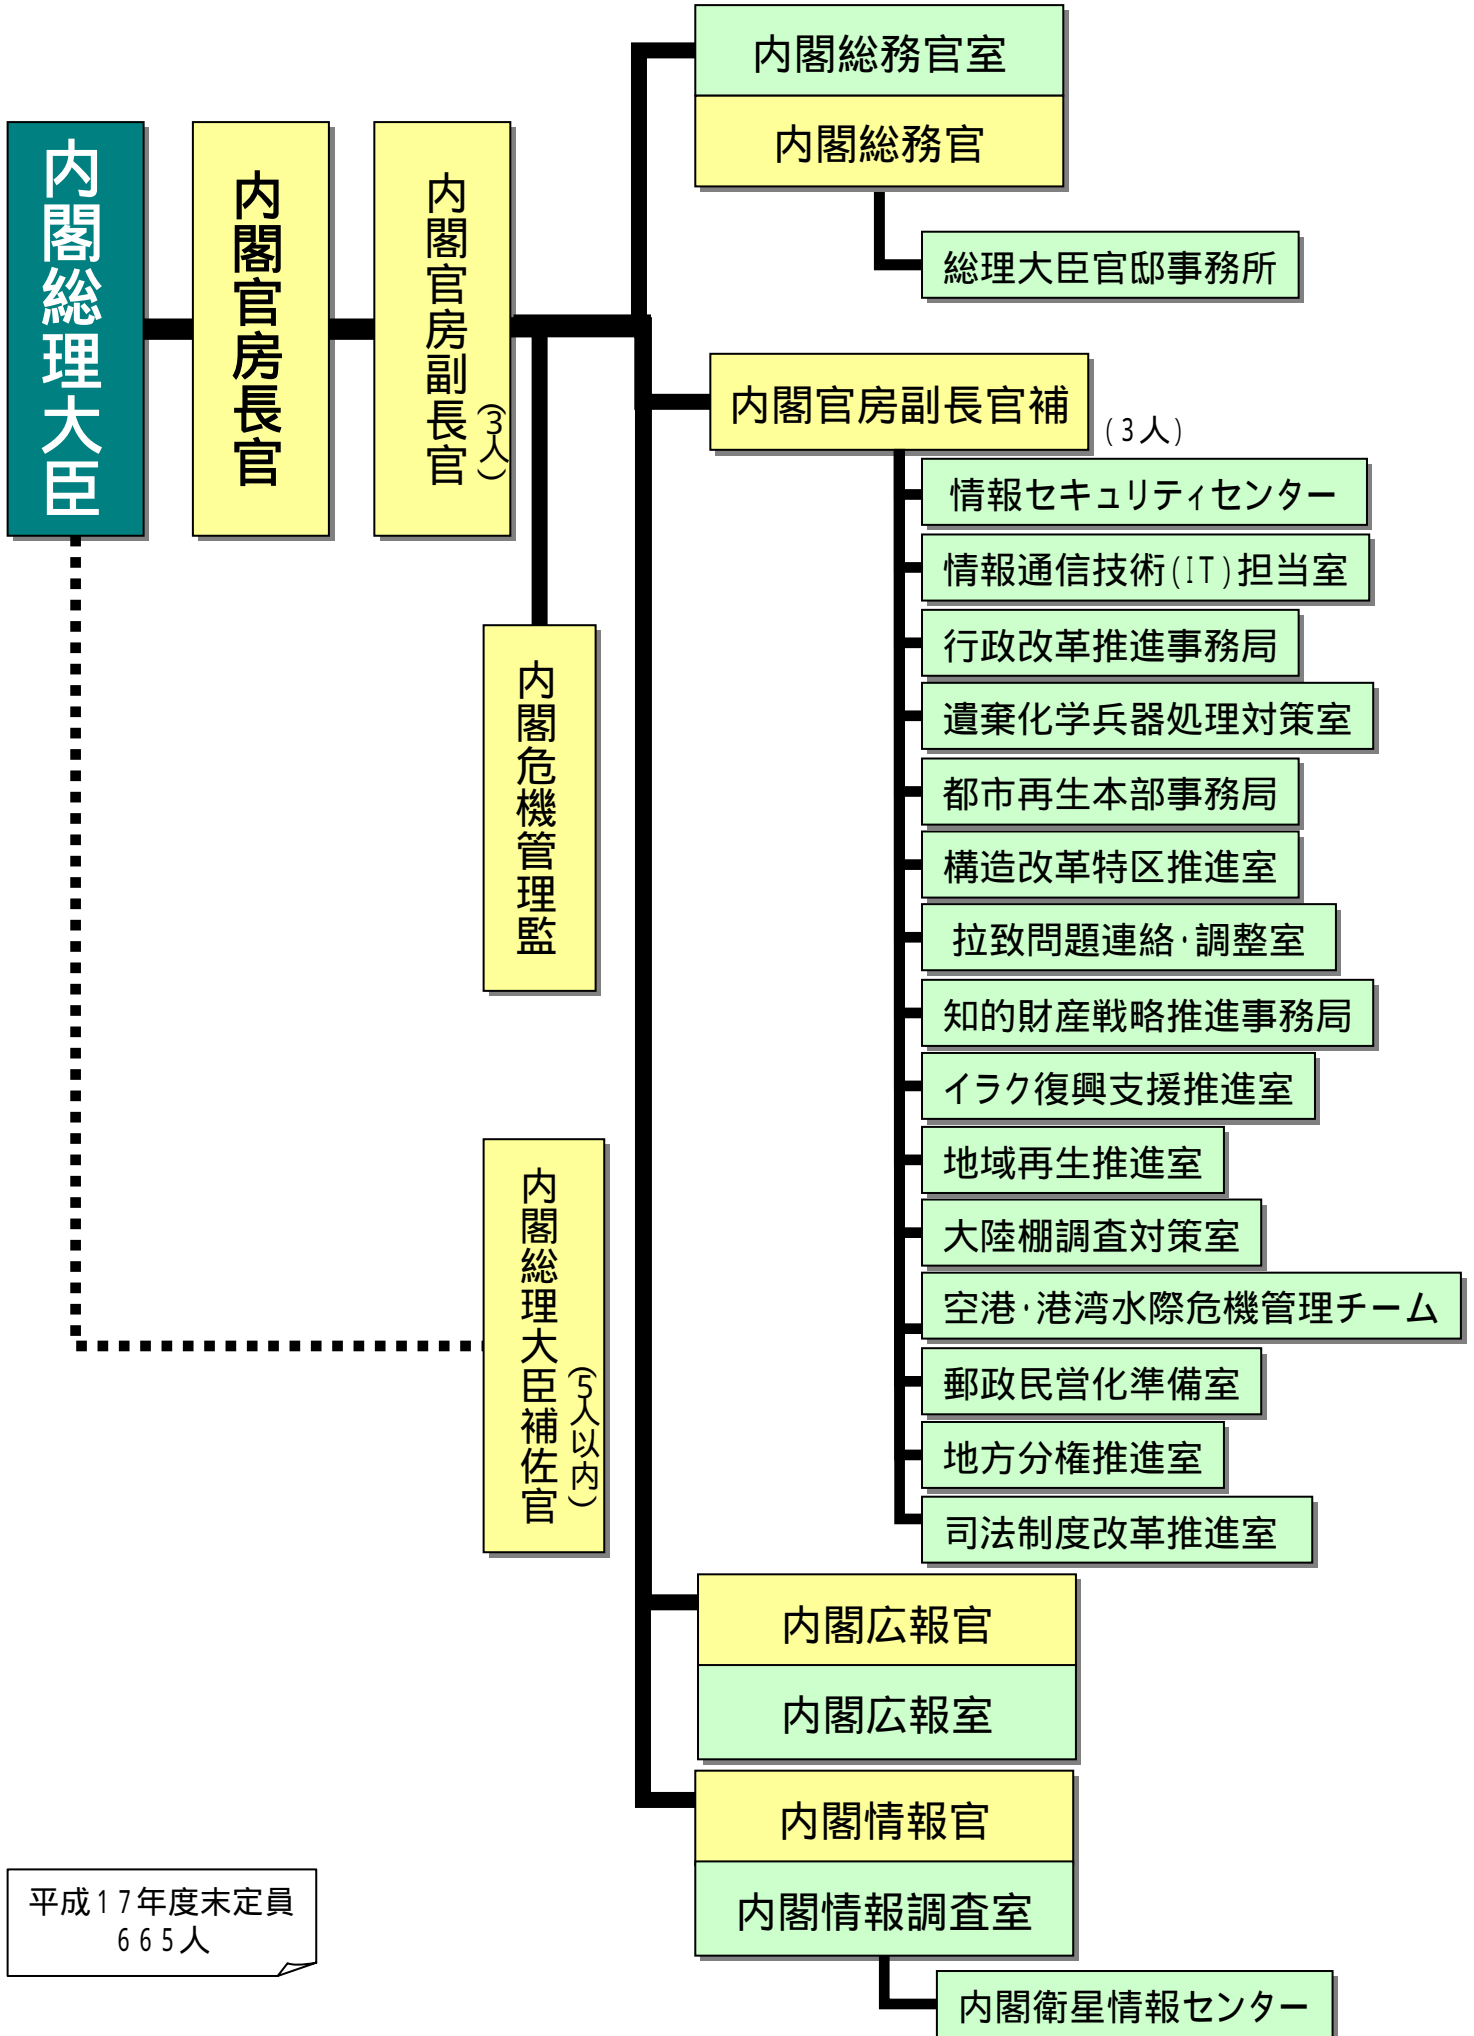 内閣総理大臣
内閣官房長官
内閣官房副長官
(3人)
内閣総務官室
内閣総務官
総理大臣官邸事務所
内閣官房副長官補
(3人)
情報セキュリティセンター
情報通信技術(IT)担当室
行政改革推進事務局
遺棄化学兵器処理対策室
都市再生本部事務局
構造改革特区推進室
拉致問題連絡・調整室
知的財産戦略推進事務局
イラク復興支援推進室
地域再生推進室
大陸棚調査対策室
空港・港湾水際危機管理チーム
郵政民営化準備室
地方分権推進室
司法制度改革推進室
内閣危機管理監
内閣総理大臣補佐官
(5人以内)
内閣広報官
内閣広報室
内閣情報官
内閣情報調査室
内閣衛星情報センター
平成17年度末定員
665人